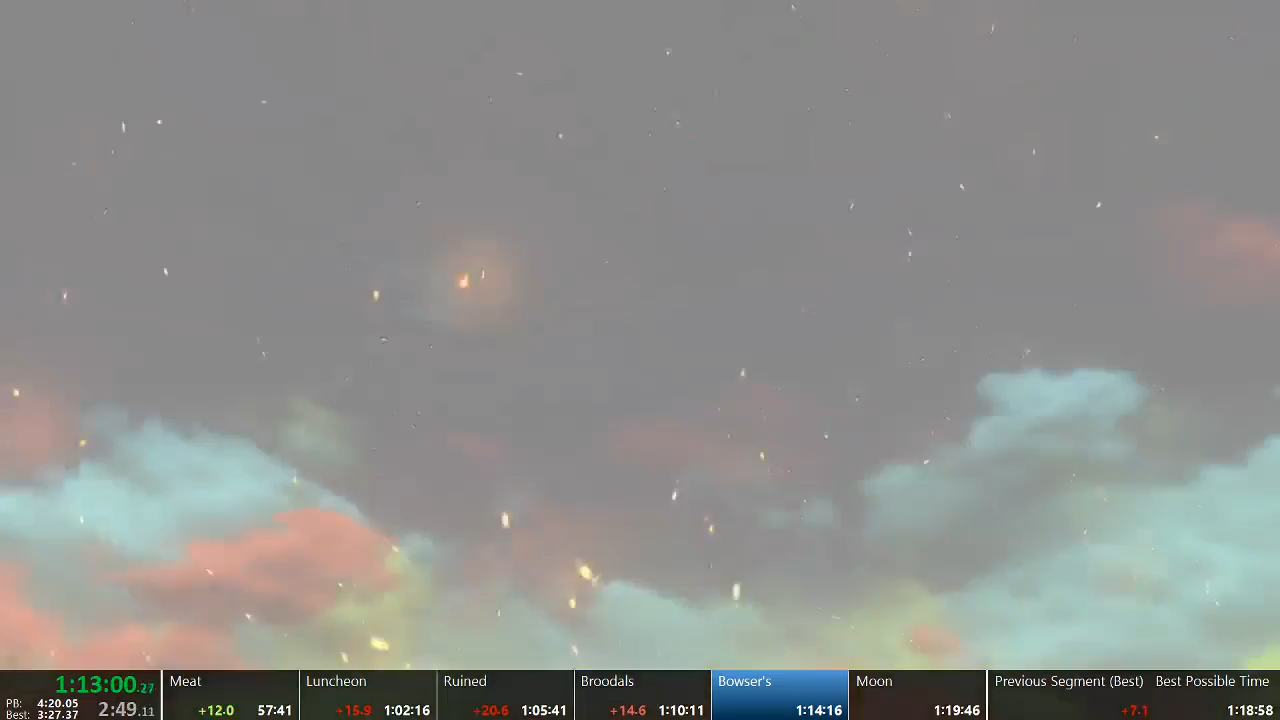 1:13:00.27
PB: 4:20.05
Best: 3:27.37
2:49.11
Meat
+12.0 57:41
Luncheon
+15.9 1:02:16
Ruined
+20.6 1:05:41
Broodals
+14.6 1:10:11
Bowser's
1:14:16
Moon
1:19:46
Previous Segment (Best)
+7.1
Best Possible Time
1:18:58